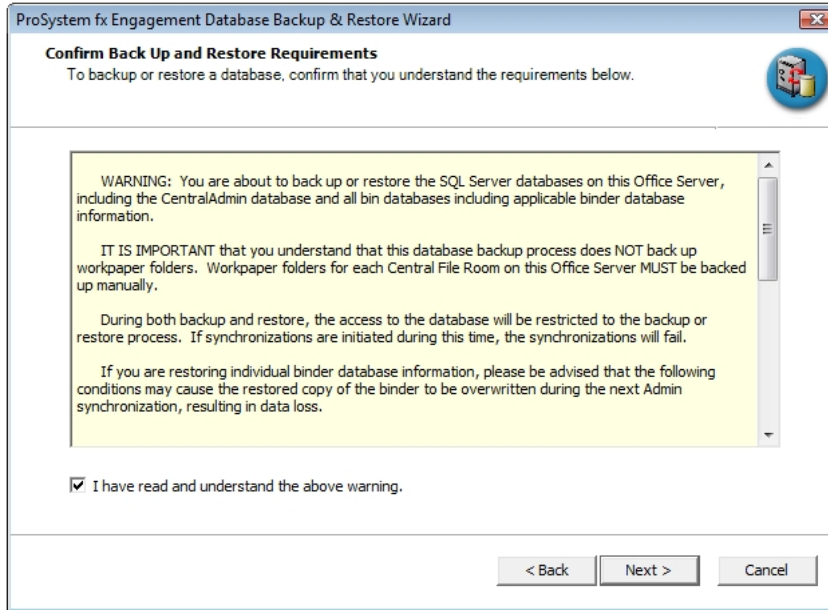 ProSystem fx Engagement Database Backup & Restore Wizard
Confirm Back Up and Restore Requirements
To backup or restore a database, confirm that you understand the requirements below.
WARNING: You are about to back up or restore the SQL Server databases on this Office Server,
including the CentralAdmin database and all bin databases including applicable binder database
information.
IT IS IMPORTANT that you understand that this database backup process does NOT back up
workpaper folders. Workpaper folders for each Central File Room on this Office Server MUST be backed
up manually.
During both backup and restore, the access to the database will be restricted to the backup or
restore process. If synchronizations are initiated during this time, the synchronizations will fail.
If you are restoring individual binder database information, please be advised that the following
conditions may cause the restored copy of the binder to be overwritten during the next Admin
synchronization, resulting in data loss.
I have read and understand the above warning.
< Back Next > Cancel